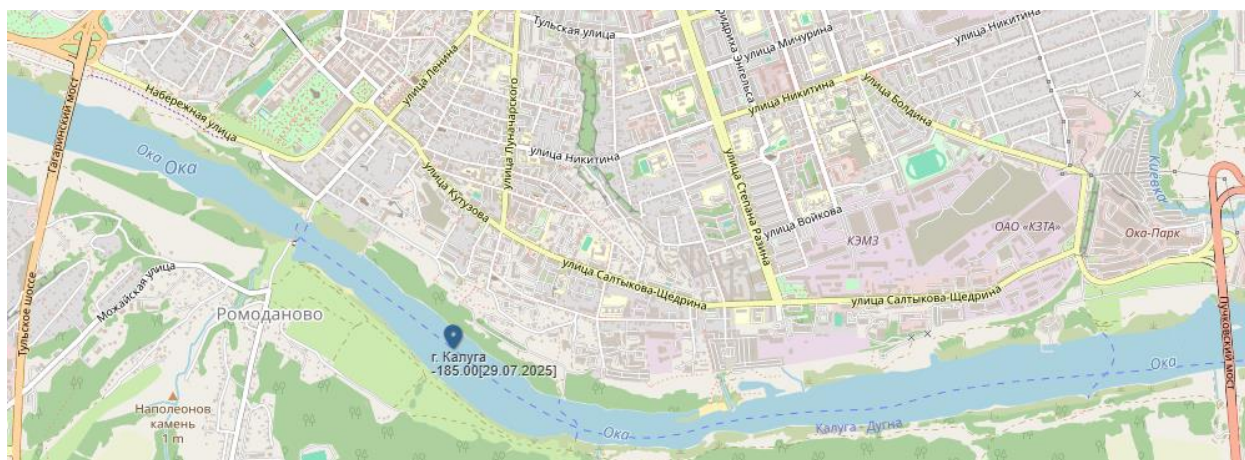 Тульская улица
улица Мичурина
улица Никитина
Фридриха Энгельса
улица Ленина
Набережная улица
Гагаринский мост
улица Луначарского
улица Никитина
улица Болдина
улица Никитина
Ока
Ока
улица Кутузова
улица Степана Разина
улица Войкова
КЭМЗ
ОАО «КЗТА»
Ока-Парк
Киевка
улица Салтыкова-Щедрина
улица Салтыкова-Щедрина
Можайская улица
Ромоданово
Тульское шоссе
Пучковский мост
г. Калуга
-185.00[29.07.2025]
Ока
Наполеонов
камень
1 m
Ока
Калуга - Дугна